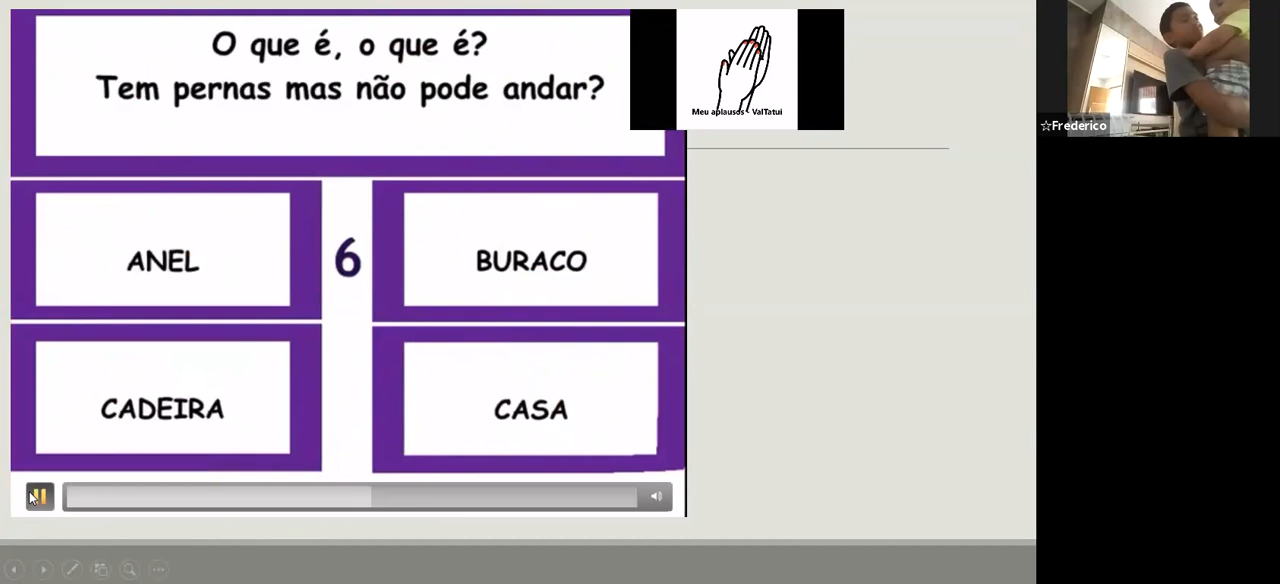 O que é, o que é?
Tem pernas mas não pode andar?
Meu aplausos - ValTatui
ANEL
6
BURACO
CADEIRA
CASA
☆Frederico